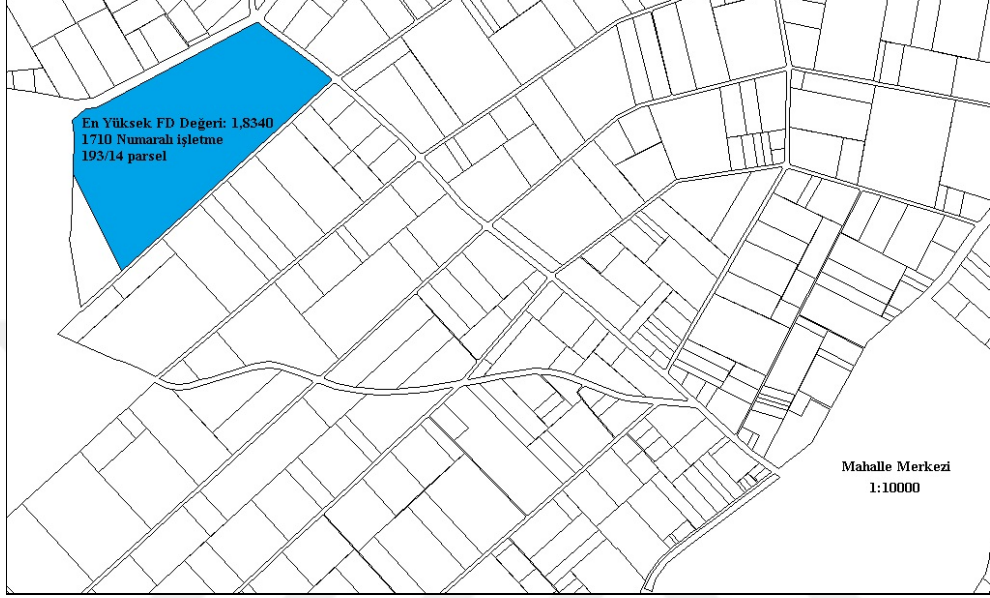 En Yüksek FD Değeri: 1,8340
1710 Numaralı işletme
193/14 parsel
Mahalle Merkezi
1:10000